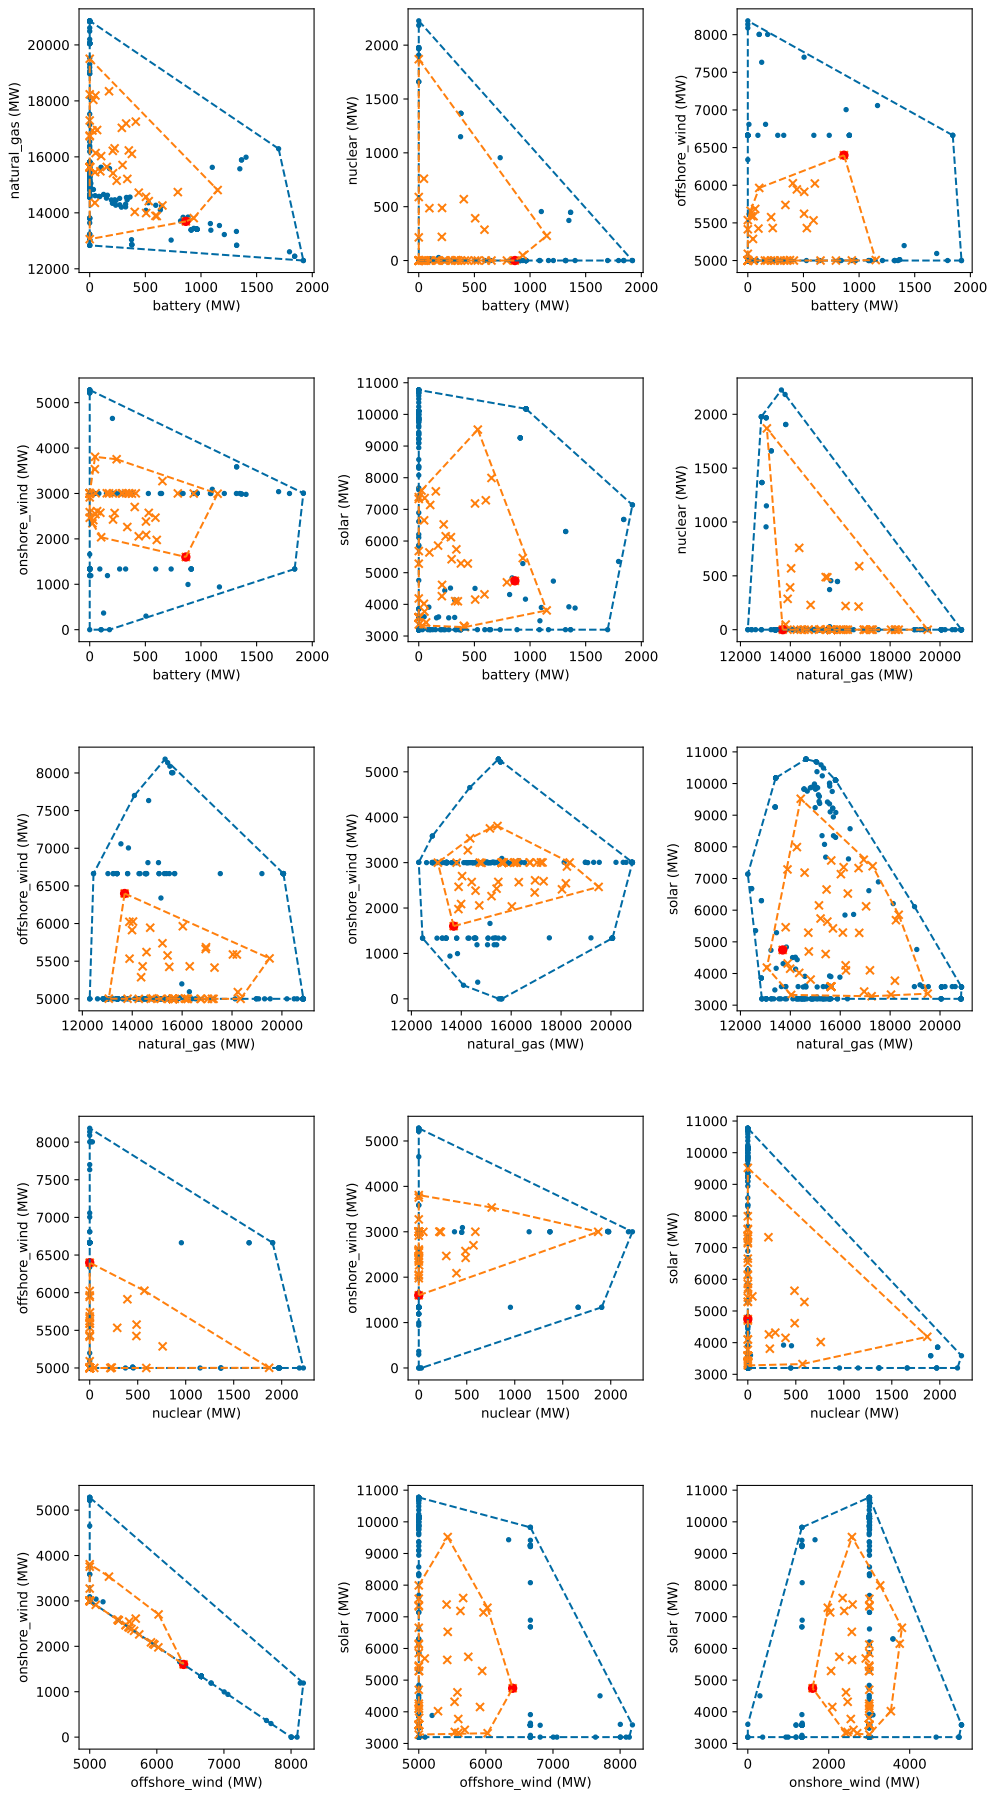 natural_gas (MW)
20000
18000
16000
14000
12000
0 500 1000 1500 2000
battery (MW)
nuclear (MW)
2000
1500
1000
500
0
0 500 1000 1500 2000
battery (MW)
offshore_wind (MW)
8000
7500
7000
6500
6000
5500
5000
0 500 1000 1500 2000
battery (MW)
onshore_wind (MW)
5000
4000
3000
2000
1000
0
0 500 1000 1500 2000
battery (MW)
solar (MW)
11000
10000
9000
8000
7000
6000
5000
4000
3000
0 500 1000 1500 2000
battery (MW)
nuclear (MW)
2000
1500
1000
500
0
12000 14000 16000 18000 20000
natural_gas (MW)
offshore_wind (MW)
8000
7500
7000
6500
6000
5500
5000
12000 14000 16000 18000 20000
natural_gas (MW)
onshore_wind (MW)
5000
4000
3000
2000
1000
0
12000 14000 16000 18000 20000
natural_gas (MW)
solar (MW)
11000
10000
9000
8000
7000
6000
5000
4000
3000
12000 14000 16000 18000 20000
natural_gas (MW)
offshore_wind (MW)
8000
7500
7000
6500
6000
5500
5000
0 500 1000 1500 2000
nuclear (MW)
onshore_wind (MW)
5000
4000
3000
2000
1000
0
0 500 1000 1500 2000
nuclear (MW)
solar (MW)
11000
10000
9000
8000
7000
6000
5000
4000
3000
0 500 1000 1500 2000
nuclear (MW)
onshore_wind (MW)
5000
4000
3000
2000
1000
0
5000 6000 7000 8000
offshore_wind (MW)
solar (MW)
11000
10000
9000
8000
7000
6000
5000
4000
3000
5000 6000 7000 8000
offshore_wind (MW)
solar (MW)
11000
10000
9000
8000
7000
6000
5000
4000
3000
0 2000 4000
onshore_wind (MW)